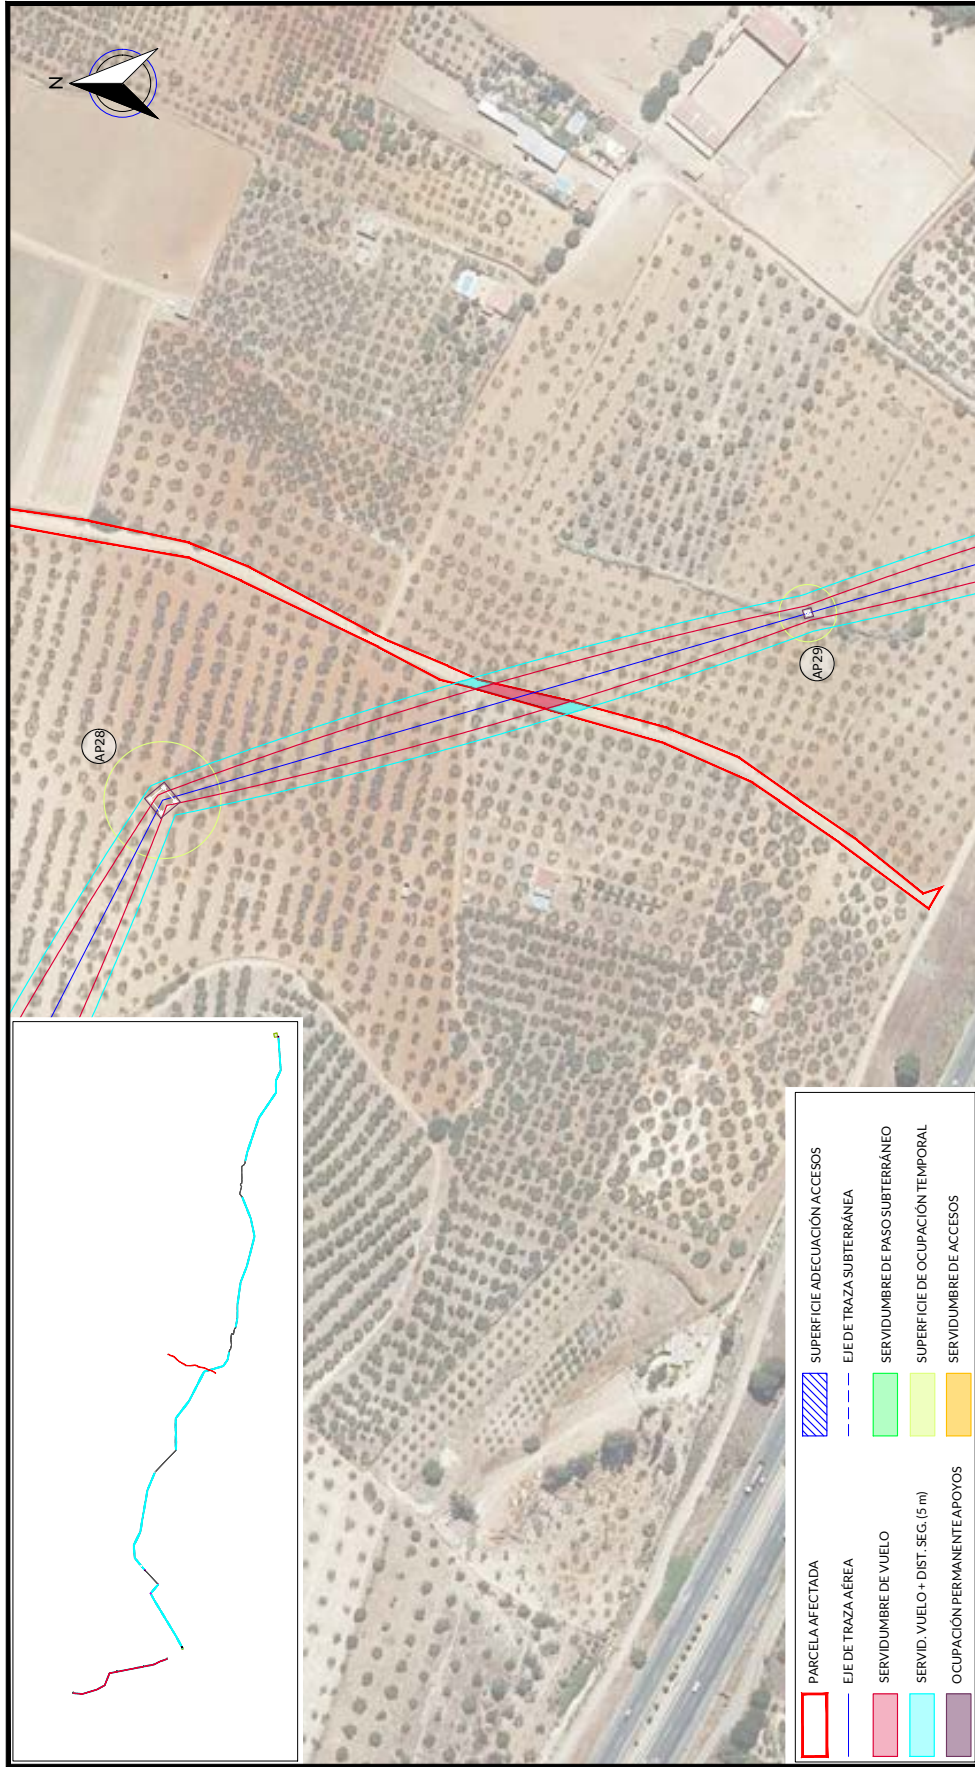 N
AP28
AP29
PARCELA AFECTADA
EJE DE TRAZA AÉREA
SERVIDUMBRE DE VUELO
SERVID. VUELO + DIST. SEG. (5 m)
OCUPACIÓN PERMANENTE APOYOS
SUPERFICIE ADECUACIÓN ACCESOS
EJE DE TRAZA SUBTERRÁNEA
SERVIDUMBRE DE PASO SUBTERRÁNEO
SUPERFICIE DE OCUPACIÓN TEMPORAL
SERVIDUMBRE DE ACCESOS